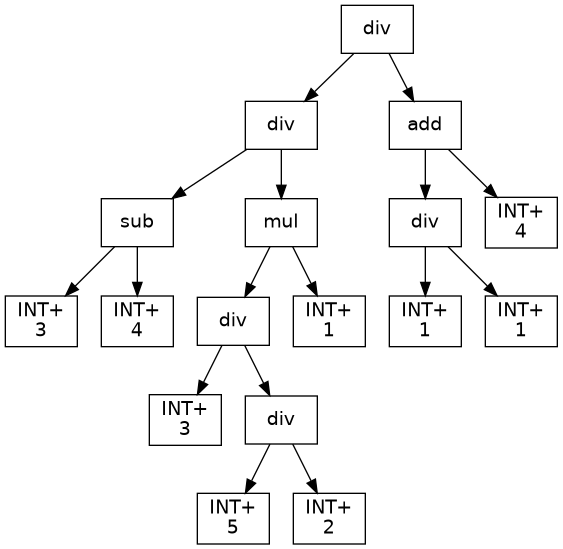 div
div
add
sub
mul
div
INT+
4
INT+
3
INT+
4
div
INT+
1
INT+
1
INT+
1
INT+
3
div
INT+
5
INT+
2